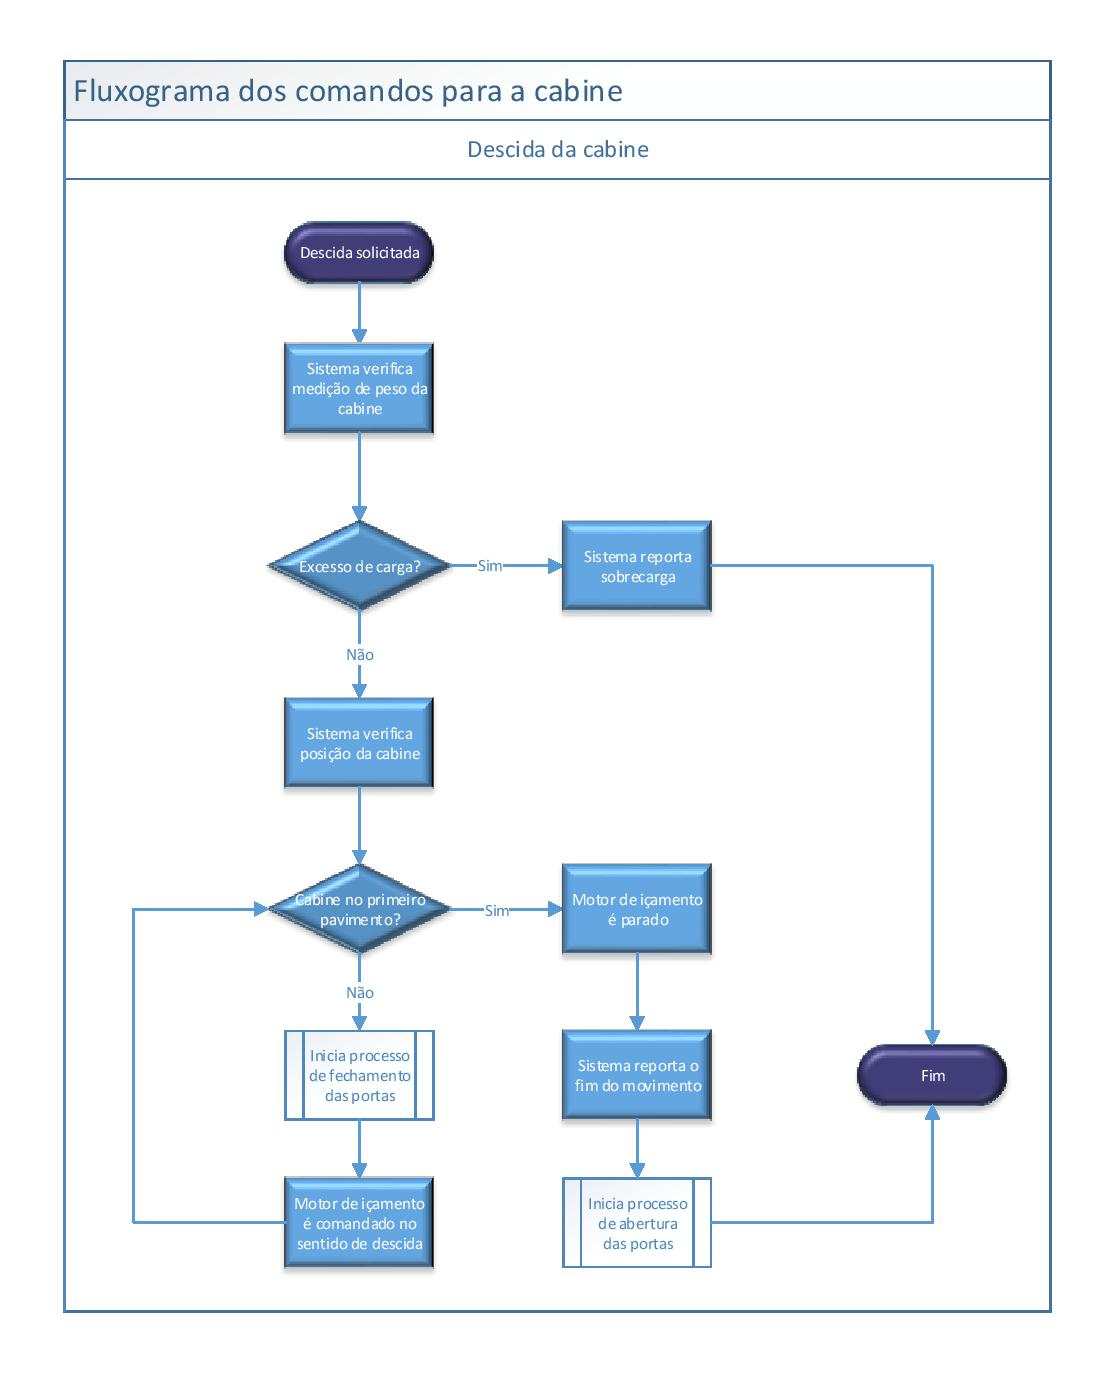 Fluxograma dos comandos para a cabine
Descida da cabine
Descida solicitada
Sistema verifica
medição de peso da
cabine
Excesso de carga?
Sim
Sistema reporta
sobrecarga
Não
Sistema verifica
posição da cabine
Cabine no primeiro
pavimento?
Sim
Motor de içamento
é parado
Não
Inicia processo
de fechamento
das portas
Sistema reporta o
fim do movimento
Fim
Motor de içamento
é comandado no
sentido de descida
Inicia processo
de abertura
das portas